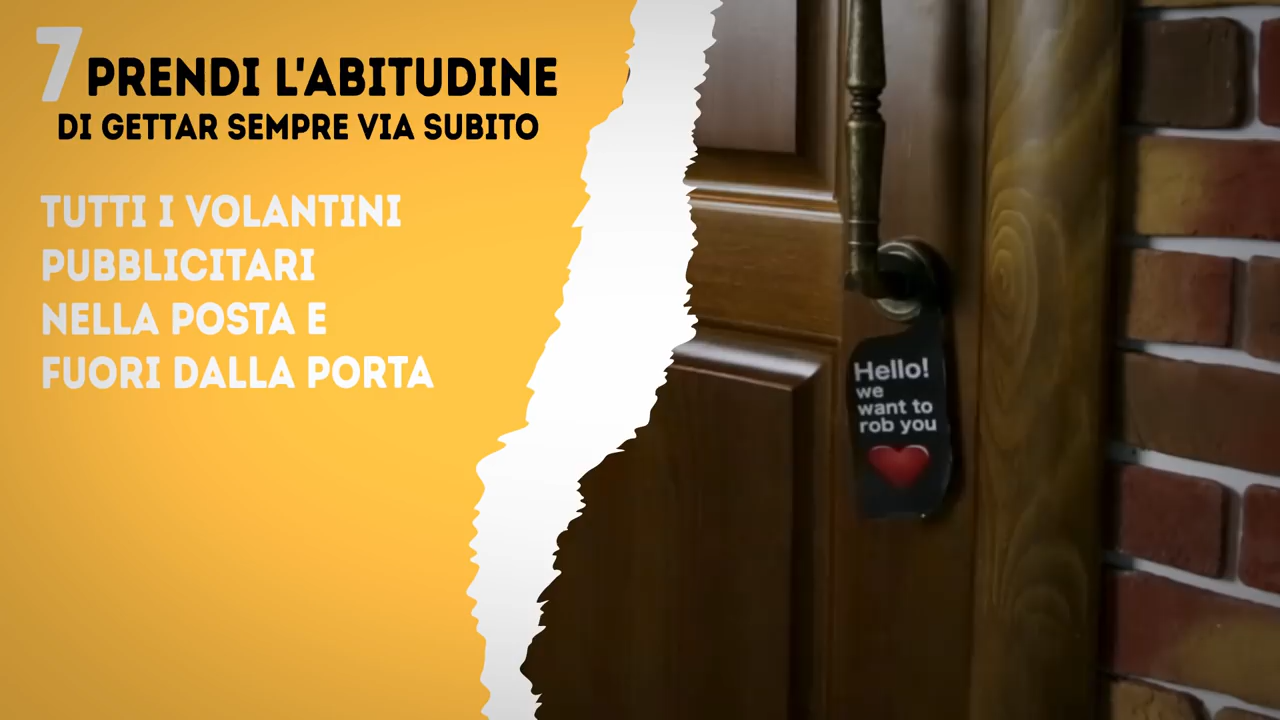 7 PRENDI L'ABITUDINE
DI GETTAR SEMPRE VIA SUBITO
TUTTI I VOLANTINI
PUBBLICITARI
NELLA POSTA E
FUORI DALLA PORTA
Hello!
we
want to
rob you